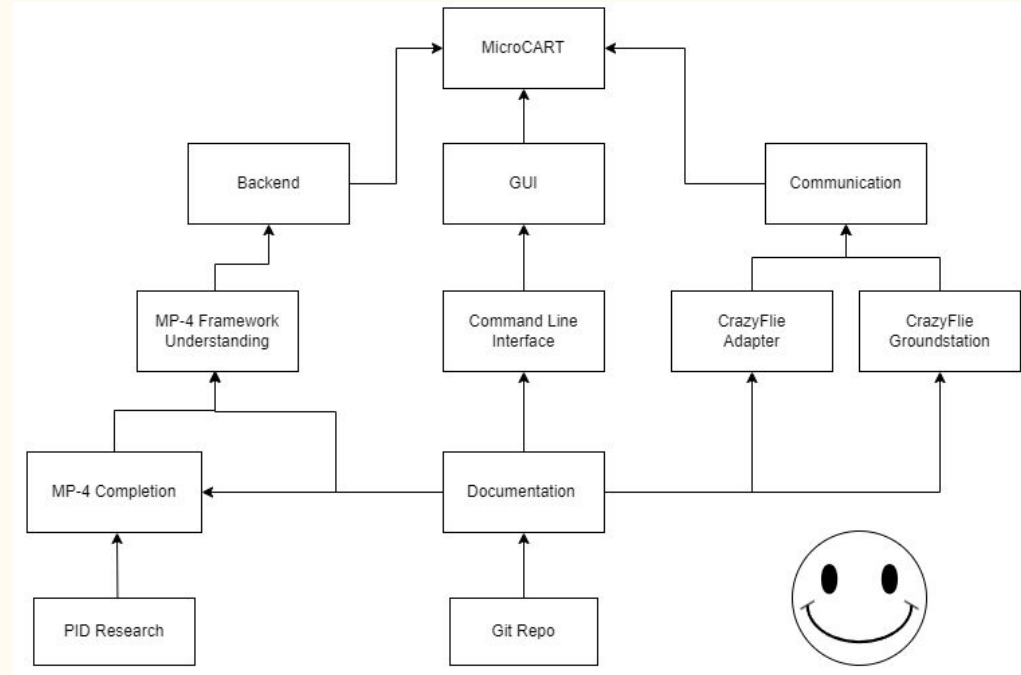 MicroCART
Backend
GUI
Communication
MP-4 Framework
Understanding
Command Line
Interface
CrazyFlie
Adapter
CrazyFlie
Groundstation
MP-4 Completion
Documentation
PID Research
Git Repo